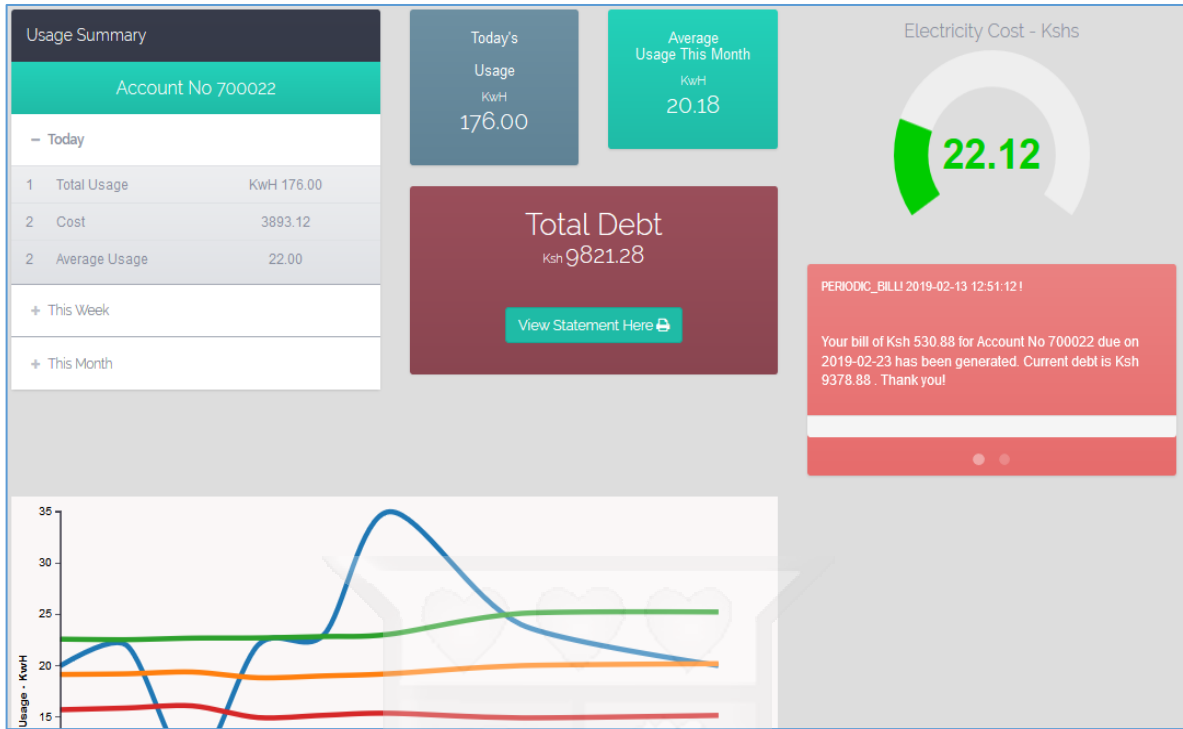 Usage Summary
Account No 700022
− Today
1 Total Usage KwH 176.00
2 Cost 3893.12
2 Average Usage 22.00
+ This Week
+ This Month
Today's
Usage
KwH
176.00
Average
Usage This Month
KwH
20.18
Total Debt
Ksh 9821.28
View Statement Here
Electricity Cost - Kshs
22.12
PERIODIC_BILL! 2019-02-13 12:51:12 !
Your bill of Ksh 530.88 for Account No 700022 due on
2019-02-23 has been generated. Current debt is Ksh
9378.88 . Thank you!
35
30
25
20
15
Usage - KwH